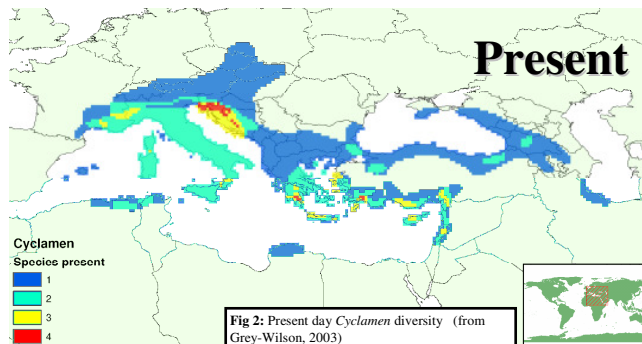 Present
Cyclamen
Species present
1
2
3
4
Fig 2: Present day Cyclamen diversity (from
Grey-Wilson, 2003)